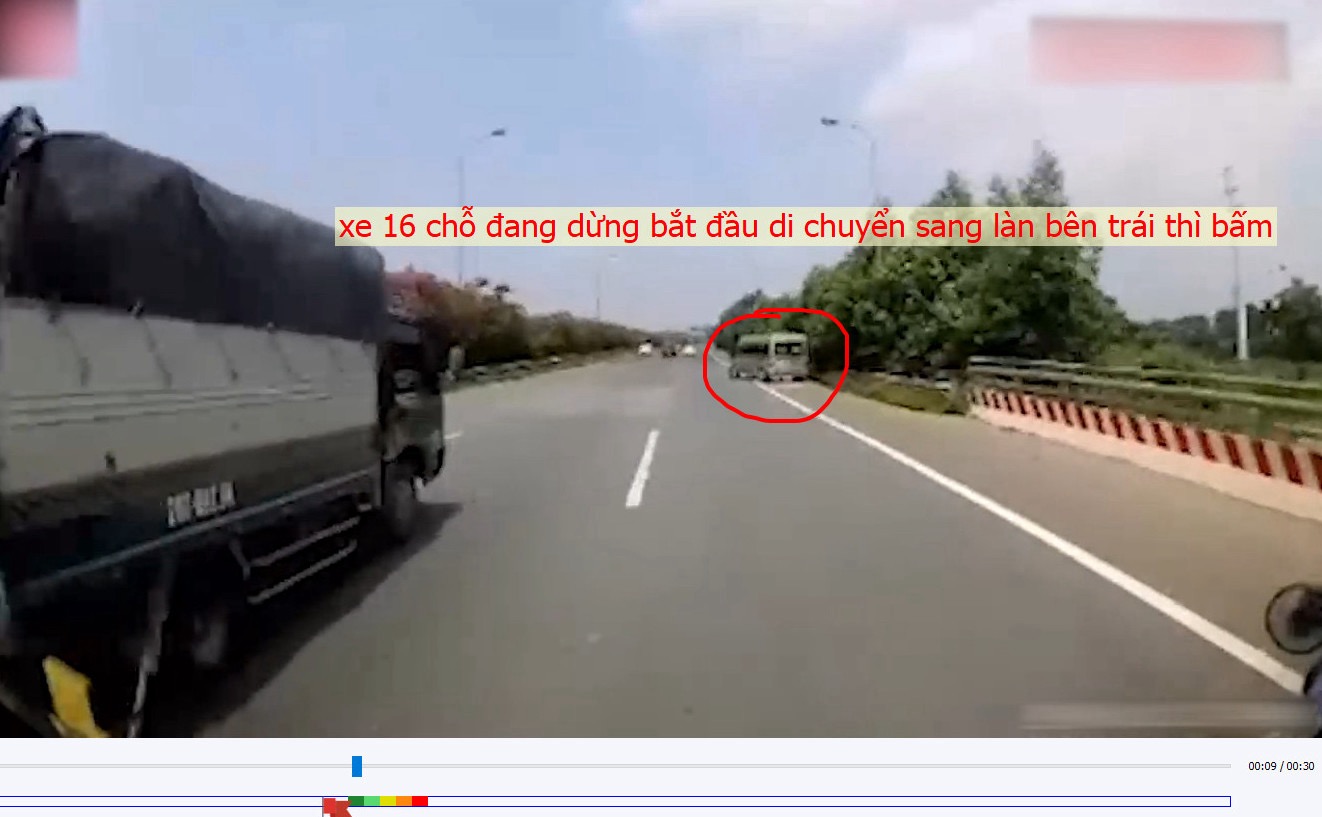 xe 16 chỗ đang dừng bắt đầu di chuyển sang làn bên trái thì bấm
00:09 / 00:30